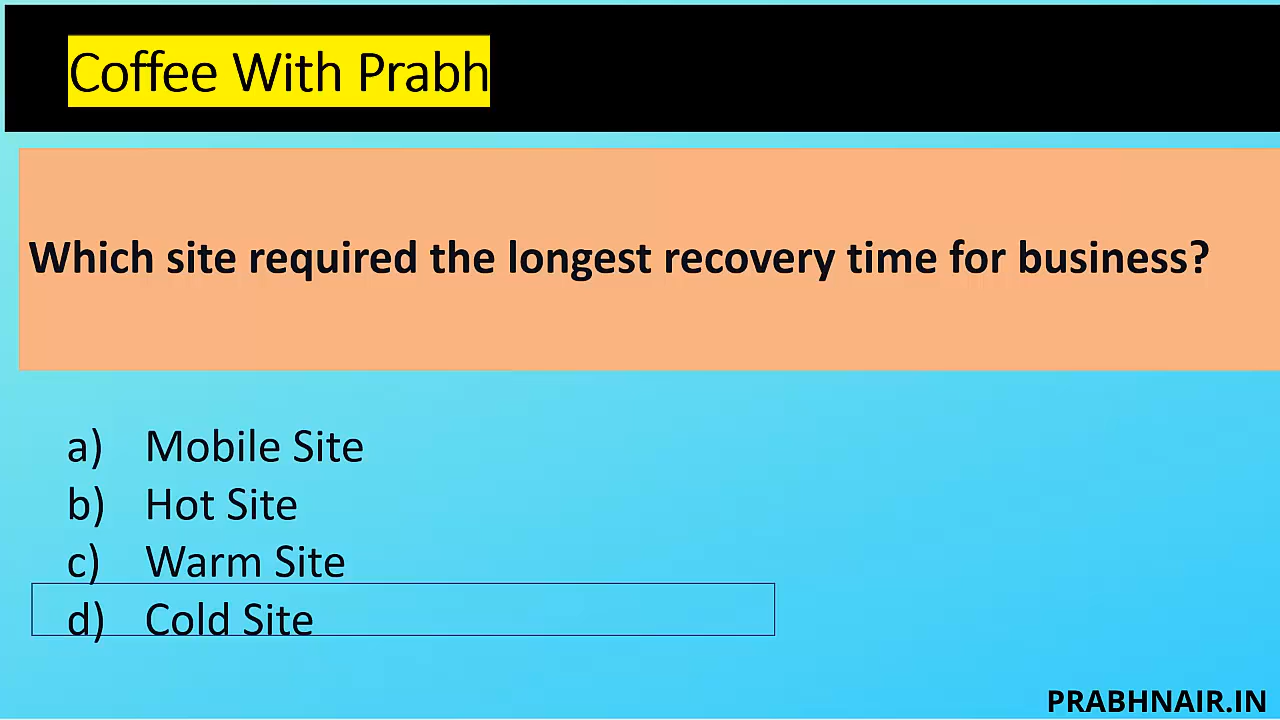 Coffee With Prabh
Which site required the longest recovery time for business?
a) Mobile Site
b) Hot Site
c) Warm Site
d) Cold Site
PRABHNAIR.IN